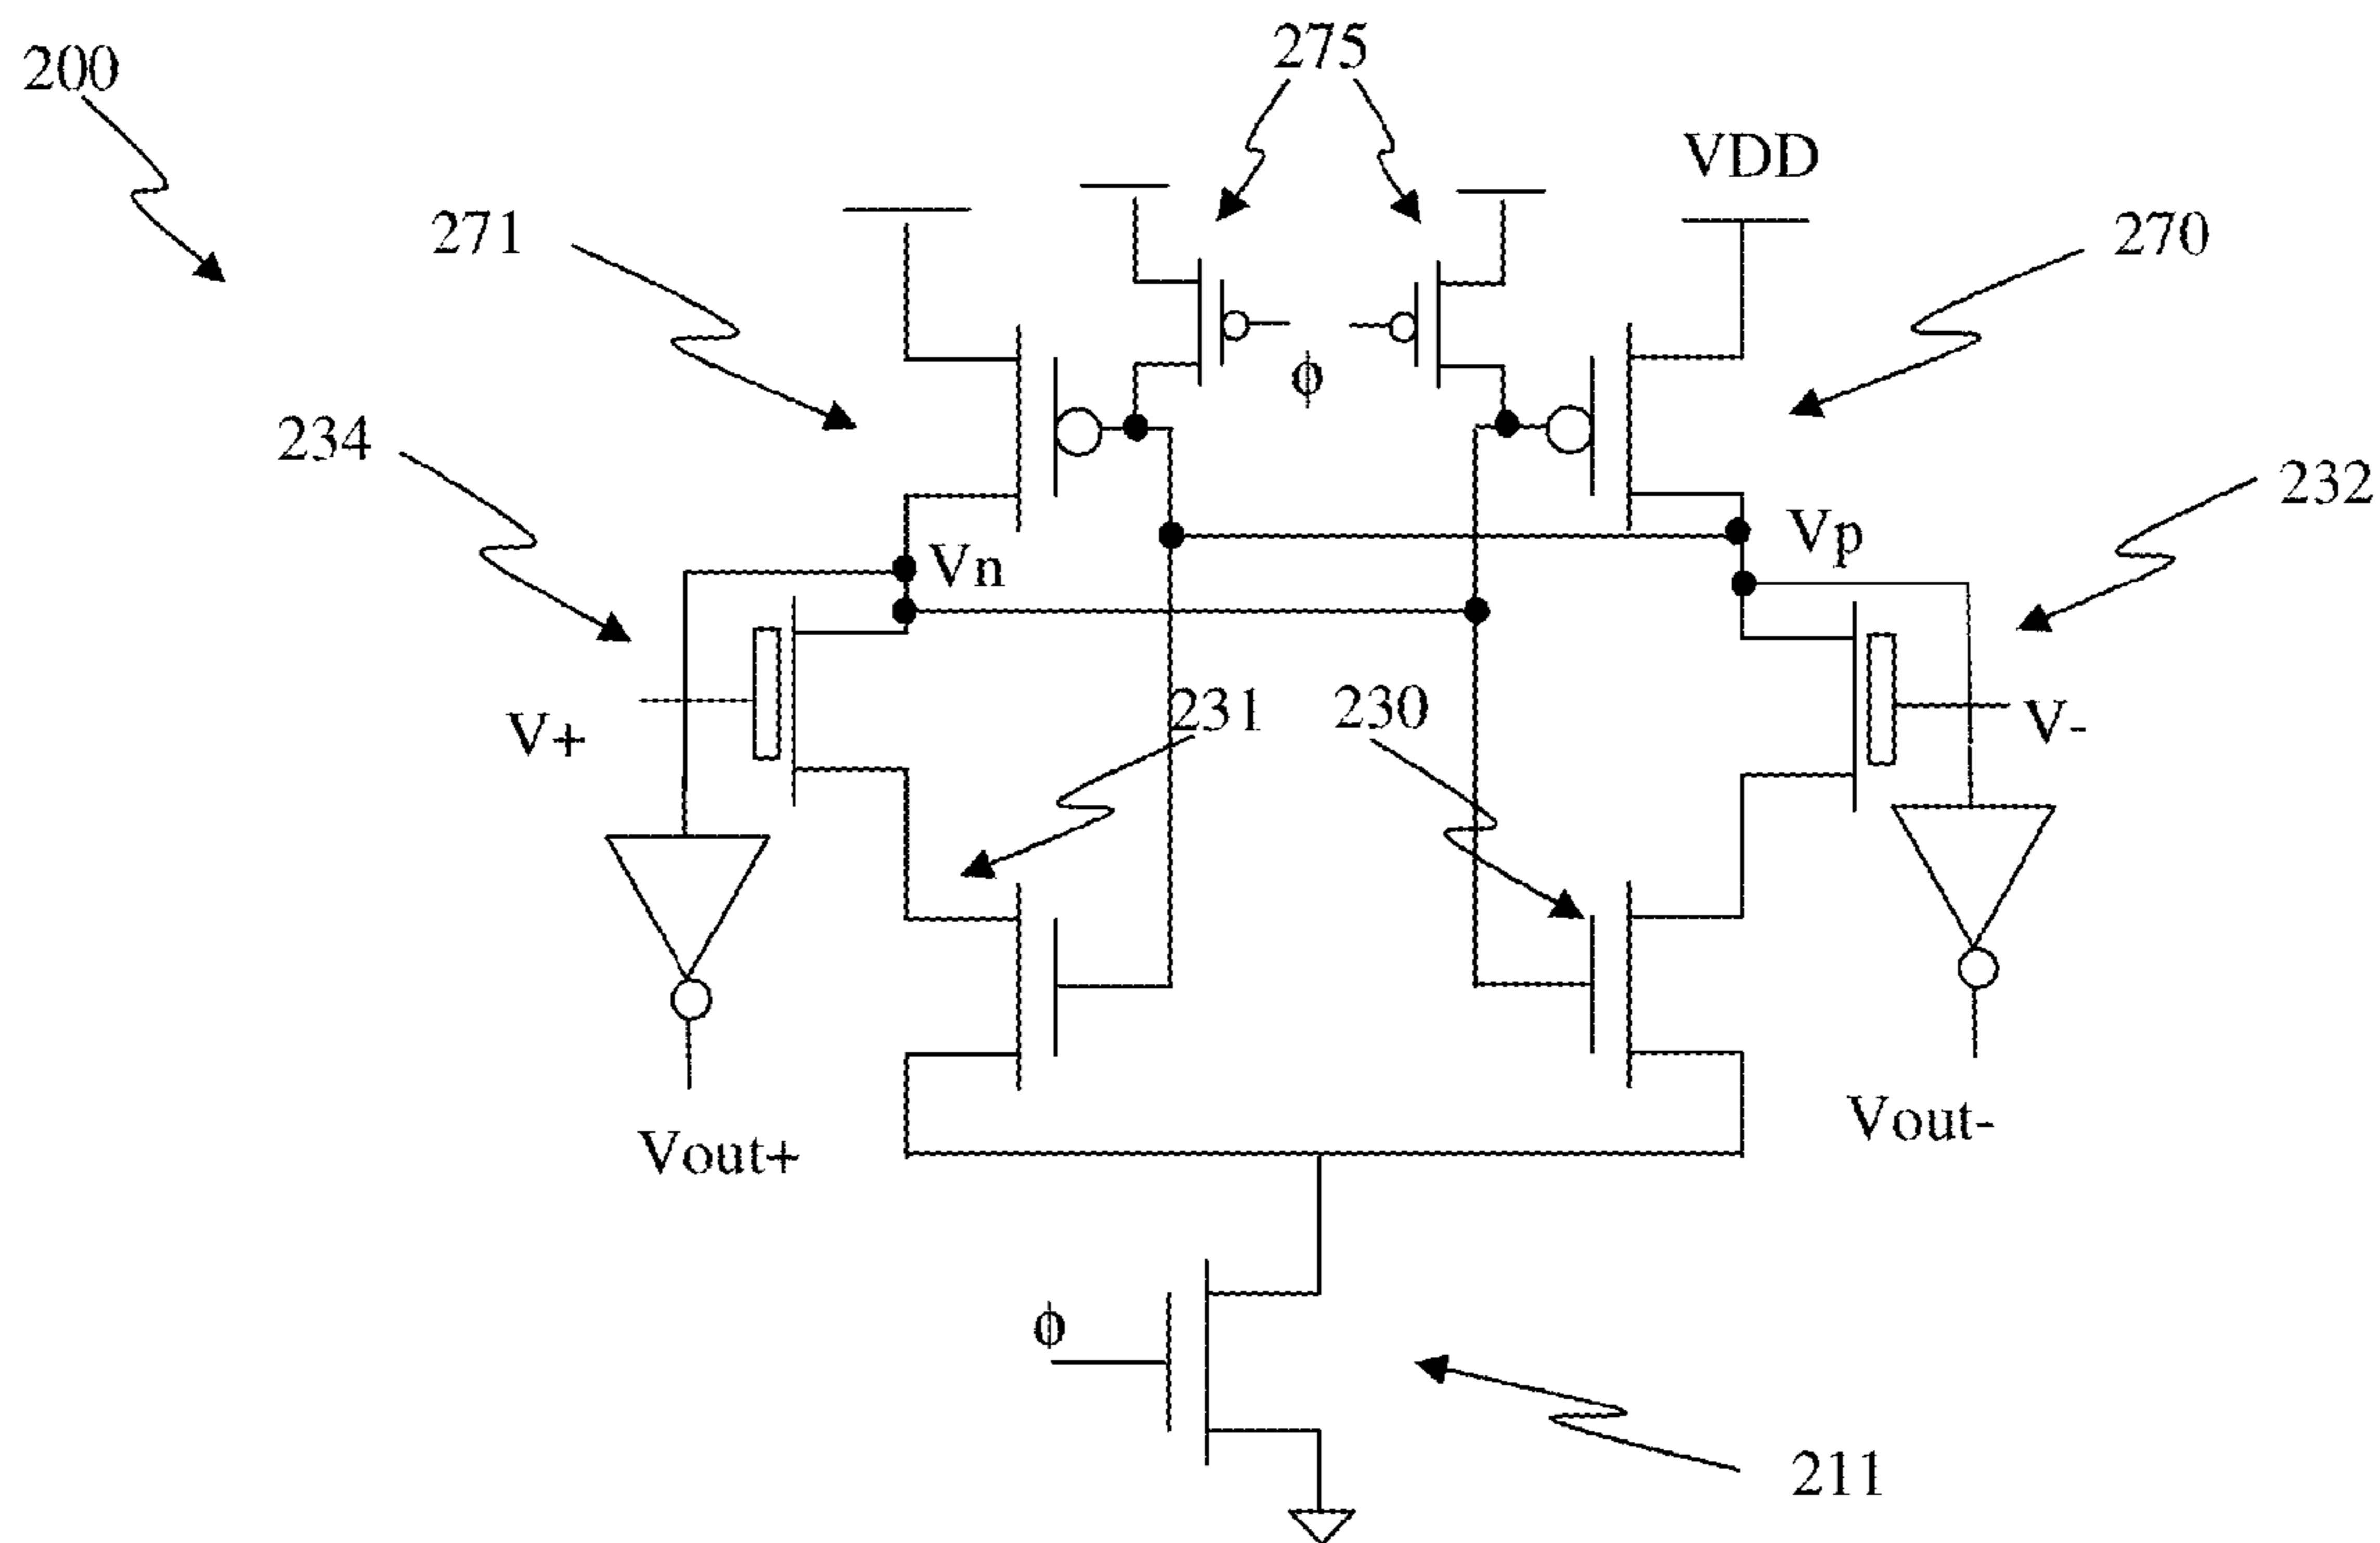 200
275
VDD
271
270
ϕ
234
232
Vn
Vp
231
230
V+
V-
Vout+
Vout-
ϕ
211